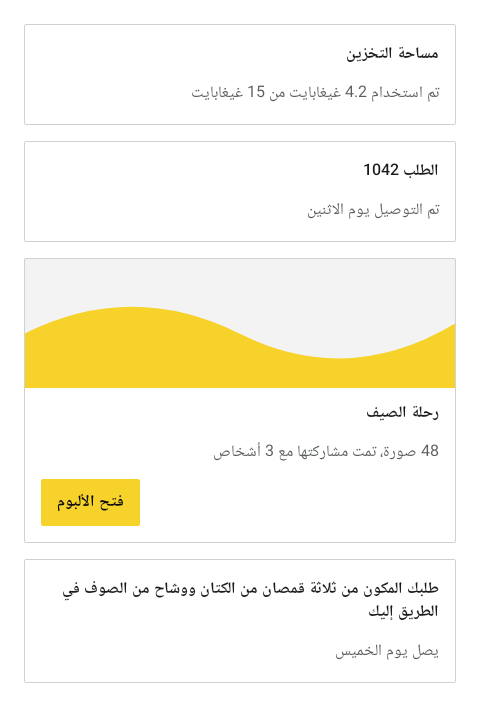 مساحة التخزين
تم استخدام 4.2 غيغابايت من 15 غيغابايت
الطلب 1042
تم التوصيل يوم الاثنين
رحلة الصيف
48 صورة، تمت مشاركتها مع 3 أشخاص
فتح الألبوم
طلبك المكون من ثلاثة قمصان من الكتان ووشاح من الصوف في
الطريق إليك
يصل يوم الخميس